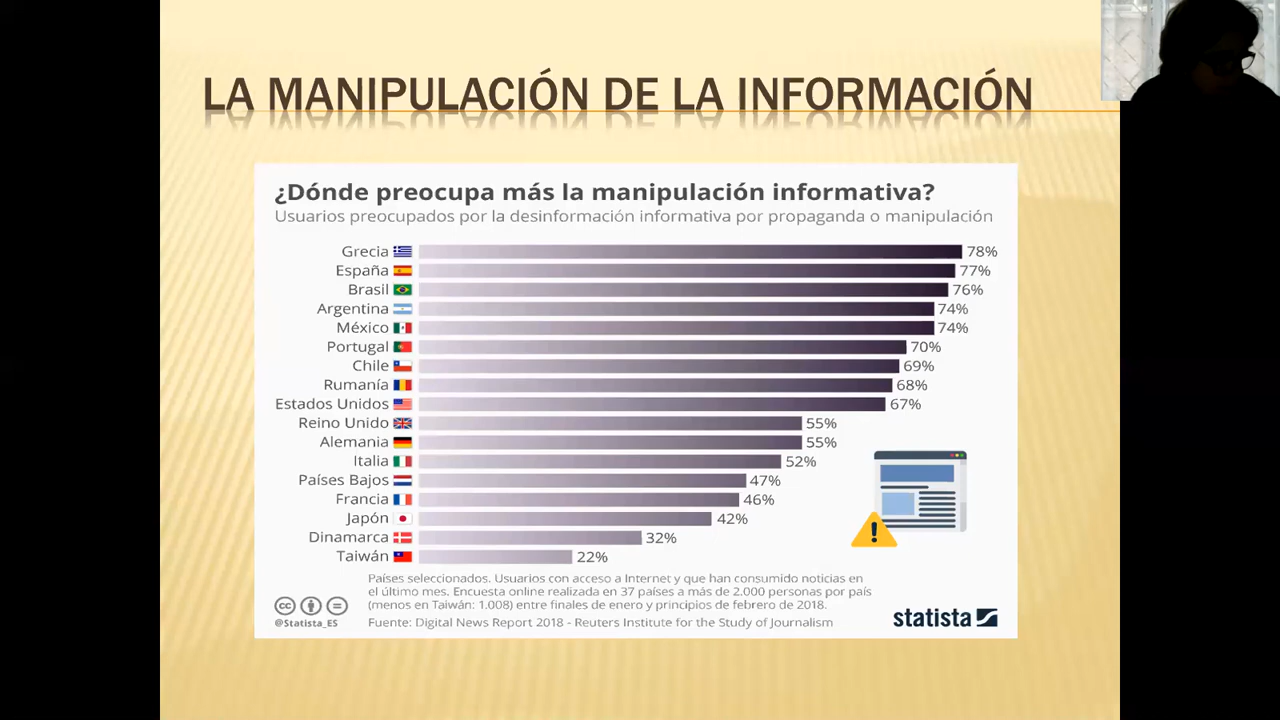 LA MANIPULACIÓN DE LA INFORMACIÓN
¿Dónde preocupa más la manipulación informativa?
Usuarios preocupados por la desinformación informativa por propaganda o manipulación
Grecia 78%
España 77%
Brasil 76%
Argentina 74%
México 74%
Portugal 70%
Chile 69%
Rumanía 68%
Estados Unidos 67%
Reino Unido 55%
Alemania 55%
Italia 52%
Países Bajos 47%
Francia 46%
Japón 42%
Dinamarca 32%
Taiwán 22%
Países seleccionados. Usuarios con acceso a Internet y que han consumido noticias en
el último mes. Encuesta online realizada en 37 países a más de 2.000 personas por país
(menos en Taiwán: 1.008) entre finales de enero y principios de febrero de 2018.
Fuente: Digital News Report 2018 - Reuters Institute for the Study of Journalism
cc
@Statista_ES
statista